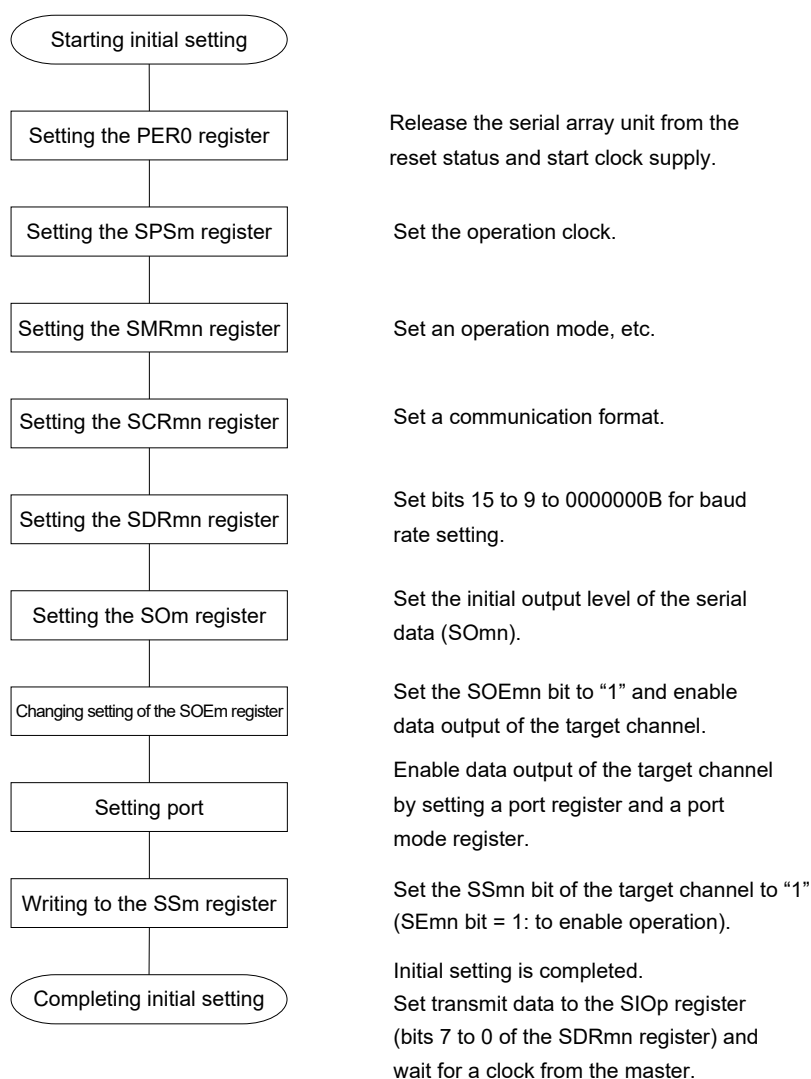 Starting initial setting
Setting the PER0 register
Release the serial array unit from the
reset status and start clock supply.
Setting the SPSm register
Set the operation clock.
Setting the SMRmn register
Set an operation mode, etc.
Setting the SCRmn register
Set a communication format.
Setting the SDRmn register
Set bits 15 to 9 to 0000000B for baud
rate setting.
Setting the SOm register
Set the initial output level of the serial
data (SOmn).
Changing setting of the SOEm register
Set the SOEmn bit to “1” and enable
data output of the target channel.
Setting port
Enable data output of the target channel
by setting a port register and a port
mode register.
Writing to the SSm register
Set the SSmn bit of the target channel to “1”
(SEmn bit = 1: to enable operation).
Completing initial setting
Initial setting is completed.
Set transmit data to the SIOp register
(bits 7 to 0 of the SDRmn register) and
wait for a clock from the master.